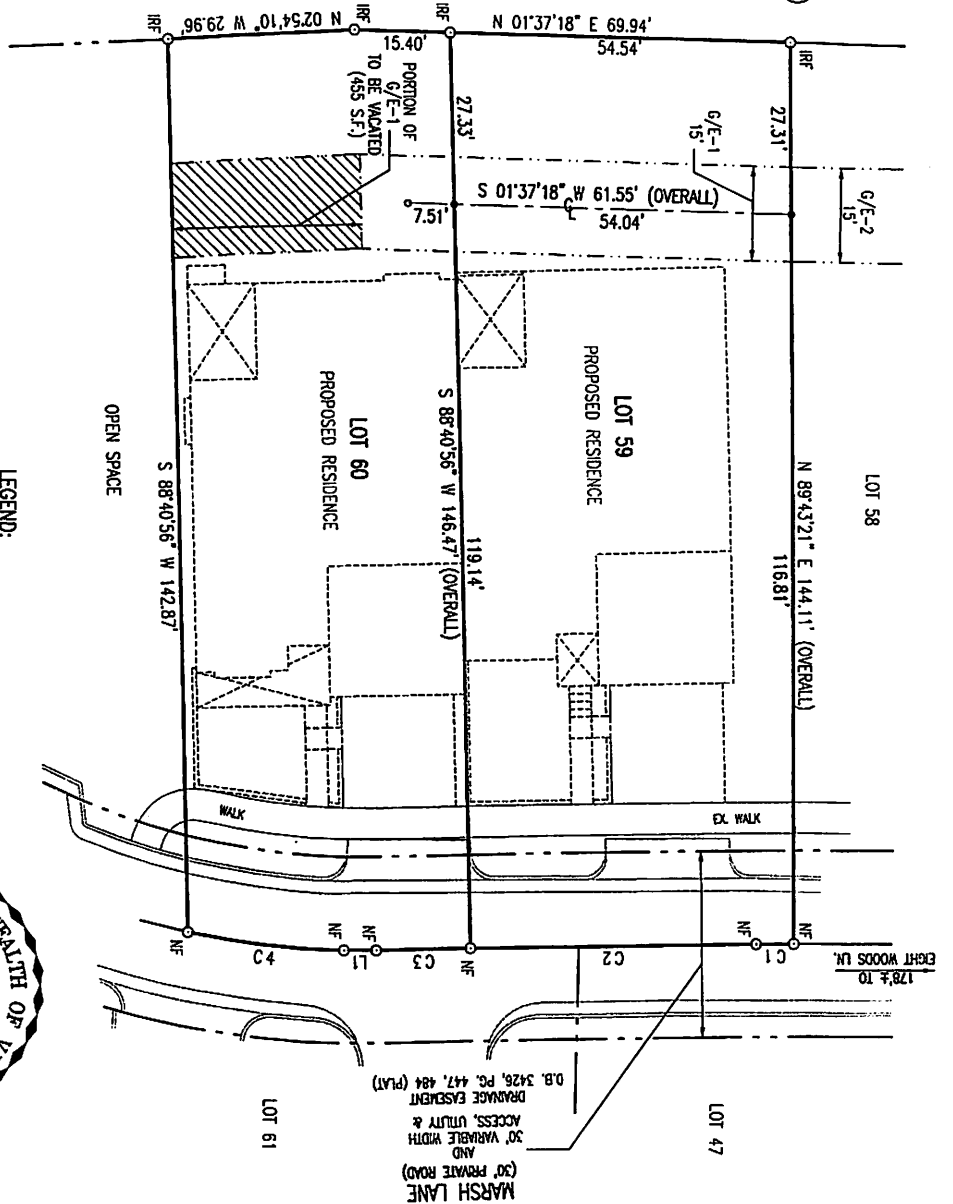 N 02°54'10" W 29.96'
N 01°37'18" E 69.94'
15.40'
54.54'
IRF
IRF
IRF
IRF
PORTION OF
G/E-1
TO BE VACATED
(455 S.F.)
27.33'
27.31'
G/E-1
15'
G/E-2
15'
S 01°37'18" W 61.55' (OVERALL)
7.51'
54.04'
CL
LOT 58
N 89°43'21" E 144.11' (OVERALL)
116.81'
LOT 59
PROPOSED RESIDENCE
S 88°40'56" W 146.47' (OVERALL)
119.14'
LOT 60
PROPOSED RESIDENCE
S 88°40'56" W 142.87'
OPEN SPACE
LEGEND:
WALK
EX. WALK
NF
C4
L1
NF
C3
NF
C2
NF
C1
NF
178'± TO
EIGHT WOODS LN.
MARSH LANE
(30' PRIVATE ROAD)
AND
30' VARIABLE WIDTH
ACCESS, UTILITY &
DRAINAGE EASEMENT
D.B. 3426, PG. 447, 484 (PLAT)
LOT 61
LOT 47
EALTH OF V